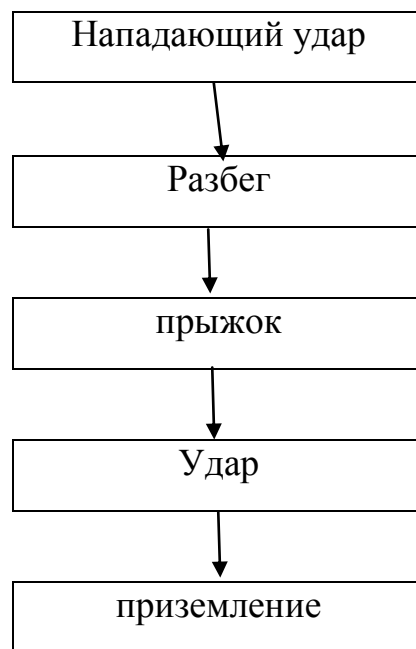 Нападающий удар
Разбег
прыжок
Удар
приземление